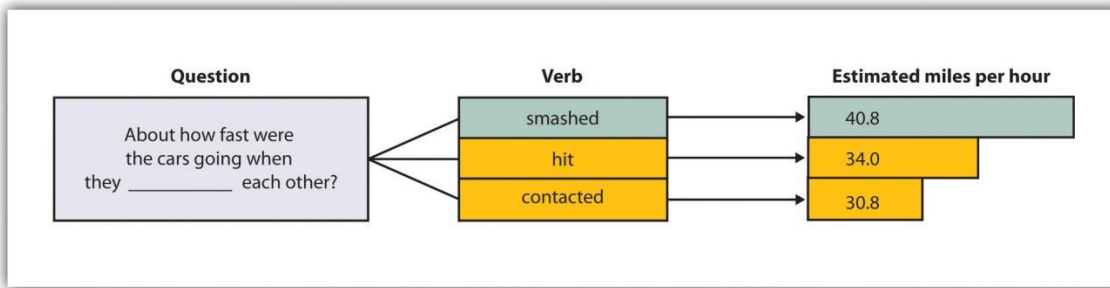 Question
About how fast were
the cars going when
they __________ each other?
Verb
smashed
hit
contacted
Estimated miles per hour
40.8
34.0
30.8